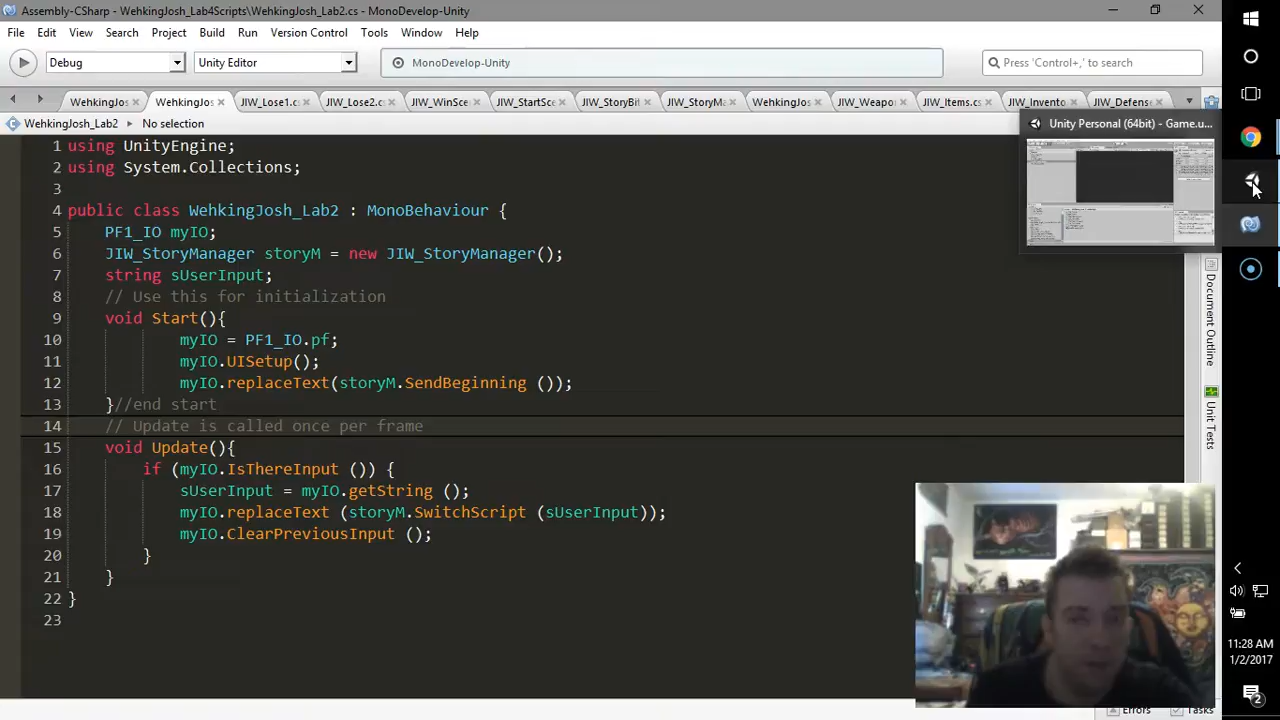 Assembly-CSharp - WehkingJosh_Lab4Scripts\WehkingJosh_Lab2.cs - MonoDevelop-Unity
File Edit View Search Project Build Run Version Control Tools Window Help
Debug Unity Editor MonoDevelop-Unity Press 'Control+,' to search
WehkingJos WehkingJos JIW_Lose1.c JIW_Lose2.c JIW_WinSce JIW_StartSc JIW_StoryBi JIW_StoryMa WehkingJos JIW_Weapo JIW_Items.cs JIW_Invento JIW_Defens
WehkingJosh_Lab2 No selection
Unity Personal (64bit) - Game.u...
1 using UnityEngine;
2 using System.Collections;
3
4 public class WehkingJosh_Lab2 : MonoBehaviour {
5 PF1_IO myIO;
6 JIW_StoryManager storyM = new JIW_StoryManager();
7 string sUserInput;
8 // Use this for initialization
9 void Start(){
10 myIO = PF1_IO.pf;
11 myIO.UISetup();
12 myIO.replaceText(storyM.SendBeginning ());
13 }//end start
14 // Update is called once per frame
15 void Update(){
16 if (myIO.IsThereInput ()) {
17 sUserInput = myIO.getString ();
18 myIO.replaceText (storyM.SwitchScript (sUserInput));
19 myIO.ClearPreviousInput ();
20 }
21 }
22 }
23
Document Outline
Unit Tests
Errors Tasks
11:28 AM
1/2/2017
2